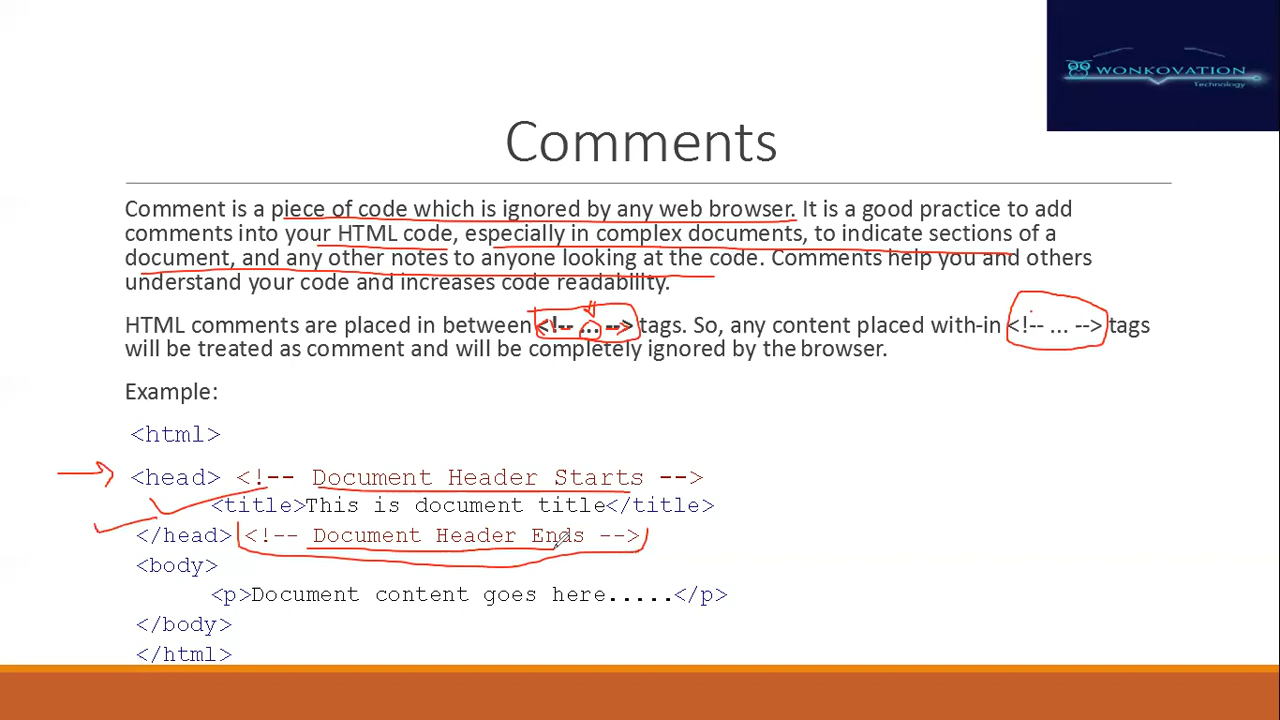 WONKOVATION
Technology
Comments
Comment is a piece of code which is ignored by any web browser. It is a good practice to add
comments into your HTML code, especially in complex documents, to indicate sections of a
document, and any other notes to anyone looking at the code. Comments help you and others
understand your code and increases code readability.
HTML comments are placed in between <!-- ... --> tags. So, any content placed with-in <!-- ... --> tags
will be treated as comment and will be completely ignored by the browser.
Example:
<html>
<head> <!-- Document Header Starts -->
<title>This is document title</title>
</head> <!-- Document Header Ends -->
<body>
<p>Document content goes here.....</p>
</body>
</html>